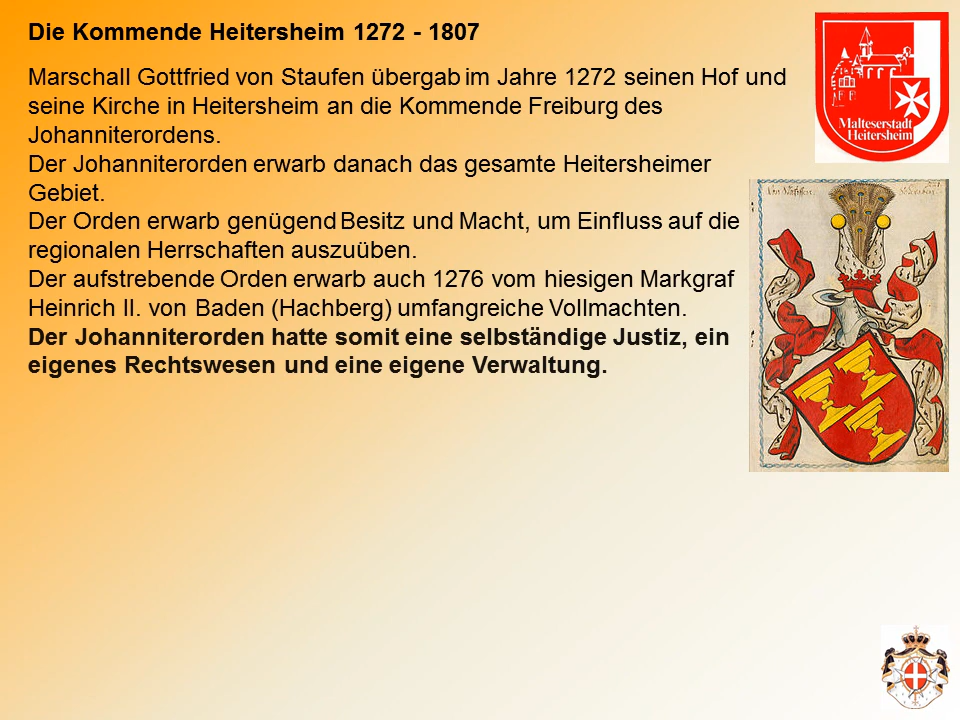 Die Kommende Heitersheim 1272 - 1807
Marschall Gottfried von Staufen übergab im Jahre 1272 seinen Hof und
seine Kirche in Heitersheim an die Kommende Freiburg des
Johanniterordens.
Der Johanniterorden erwarb danach das gesamte Heitersheimer
Gebiet.
Der Orden erwarb genügend Besitz und Macht, um Einfluss auf die
regionalen Herrschaften auszuüben.
Der aufstrebende Orden erwarb auch 1276 vom hiesigen Markgraf
Heinrich II. von Baden (Hachberg) umfangreiche Vollmachten.
Der Johanniterorden hatte somit eine selbständige Justiz, ein
eigenes Rechtswesen und eine eigene Verwaltung.
Malteserstadt
Heitersheim